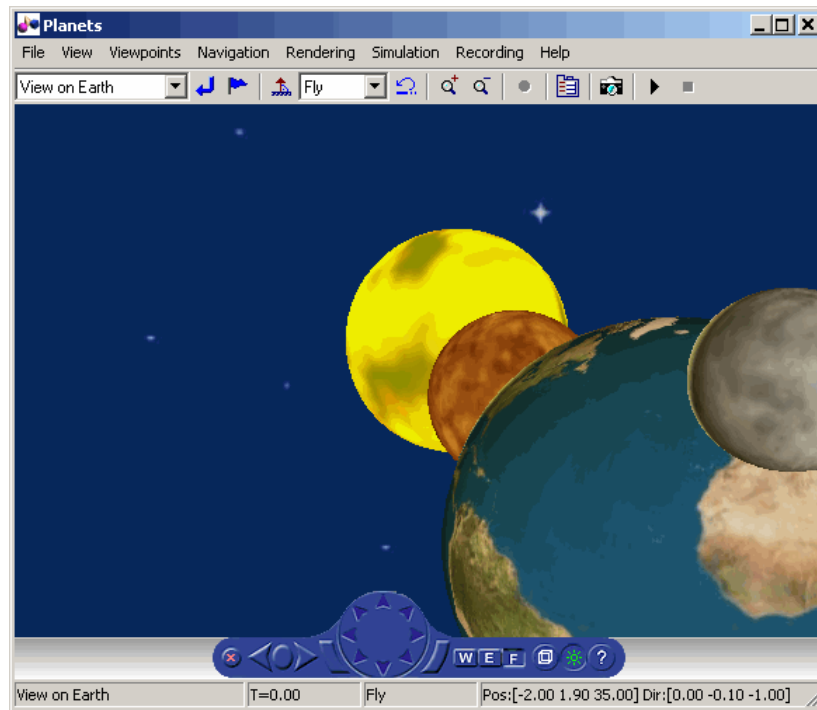 Planets
File View Viewpoints Navigation Rendering Simulation Recording Help
View on Earth Fly
W E F ?
View on Earth T=0.00 Fly Pos:[-2.00 1.90 35.00] Dir:[0.00 -0.10 -1.00]